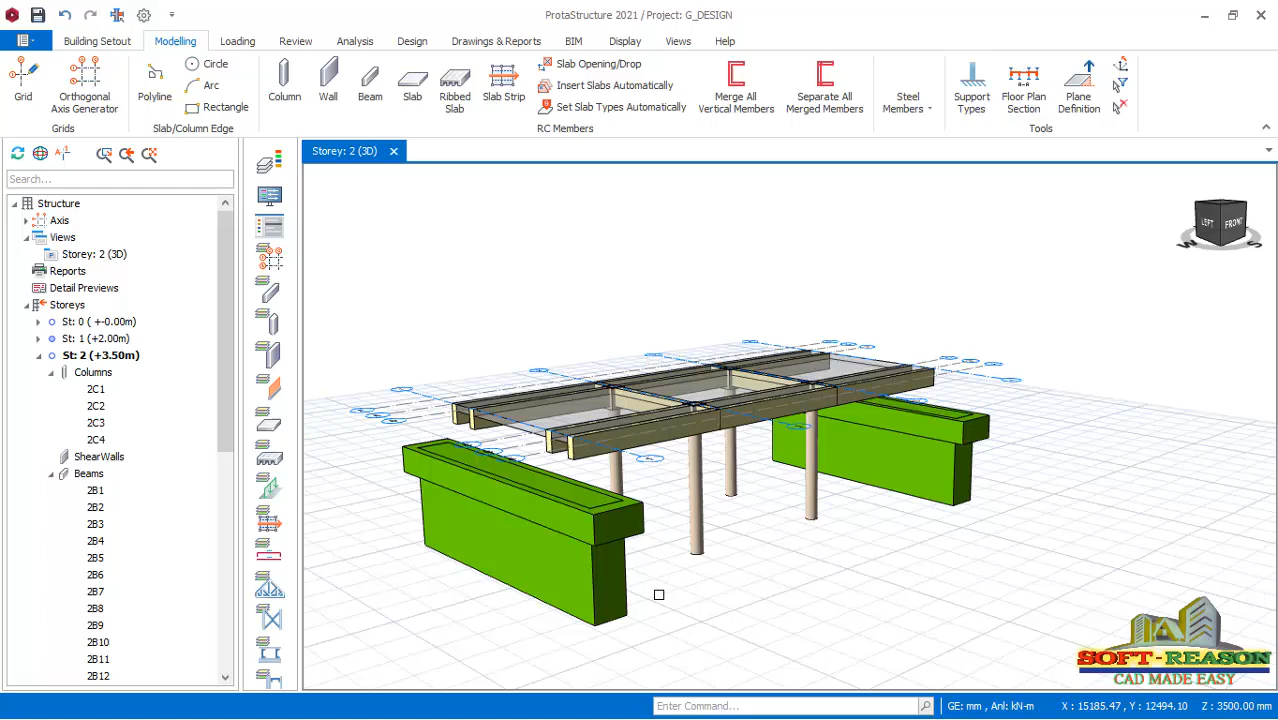 ProtaStructure 2021 / Project: G_DESIGN
Building Setout
Modelling
Loading
Review
Analysis
Design
Drawings & Reports
BIM
Display
Views
Help
Grid
Orthogonal
Axis Generator
Grids
Polyline
Circle
Arc
Rectangle
Slab/Column Edge
Column
Wall
Beam
Slab
Ribbed
Slab
Slab Strip
Slab Opening/Drop
Insert Slabs Automatically
Set Slab Types Automatically
RC Members
Merge All
Vertical Members
Separate All
Merged Members
Steel
Members
Support
Types
Floor Plan
Section
Plane
Definition
Tools
Search...
Structure
Axis
Views
Storey: 2 (3D)
Reports
Detail Previews
Storeys
St: 0 ( +-0.00m)
St: 1 (+2.00m)
St: 2 (+3.50m)
Columns
2C1
2C2
2C3
2C4
ShearWalls
Beams
2B1
2B2
2B3
2B4
2B5
2B6
2B7
2B8
2B9
2B10
2B11
2B12
Storey: 2 (3D)
LEFT
FRONT
W
S
SOFT-REASON
CAD MADE EASY
Enter Command...
GE: mm , Anl: kN-m
X : 15185.47 , Y : 12494.10
Z : 3500.00 mm